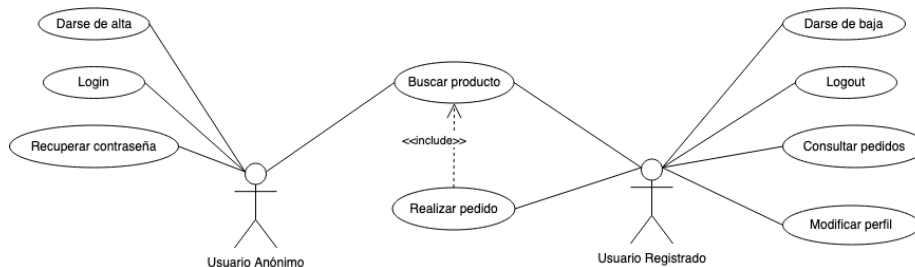 Darse de alta
Darse de baja
Login
Buscar producto
Logout
<<include>>
Recuperar contraseña
Consultar pedidos
Realizar pedido
Modificar perfil
Usuario Anónimo
Usuario Registrado